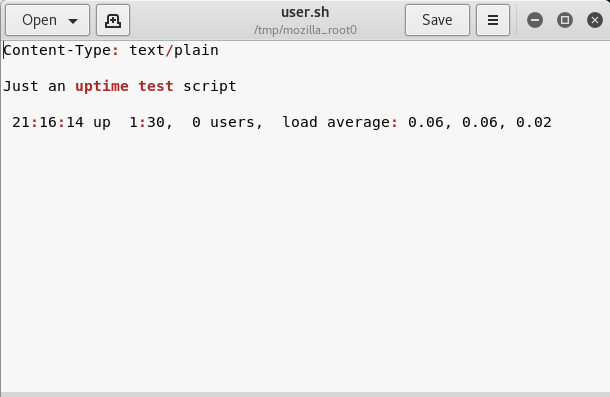 Open
user.sh
/tmp/mozilla_root0
Save
Content-Type: text/plain
Just an uptime test script
21:16:14 up  1:30,  0 users,  load average: 0.06, 0.06, 0.02